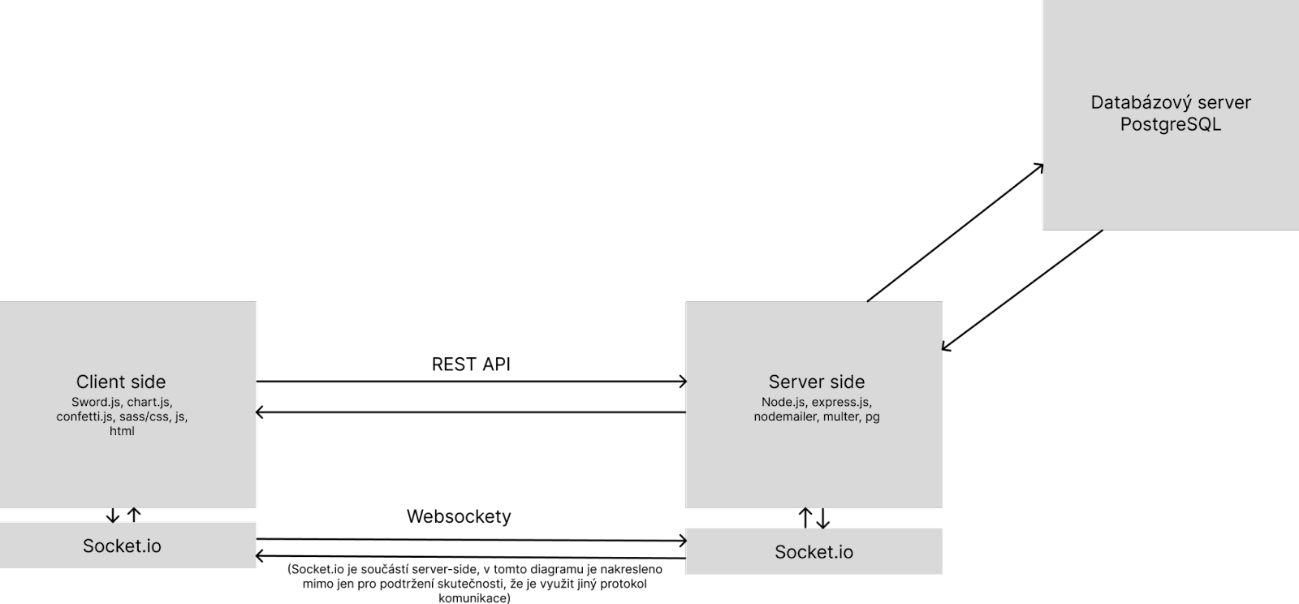 Databázový server
PostgreSQL
REST API
Client side
Sword.js, chart.js,
confetti.js, sass/css, js,
html
Server side
Node.js, express.js,
nodemailer, multer, pg
Websockety
Socket.io
Socket.io
(Socket.io je součástí server-side, v tomto diagramu je nakresleno
mimo jen pro podtržení skutečnosti, že je využit jiný protokol
komunikace)